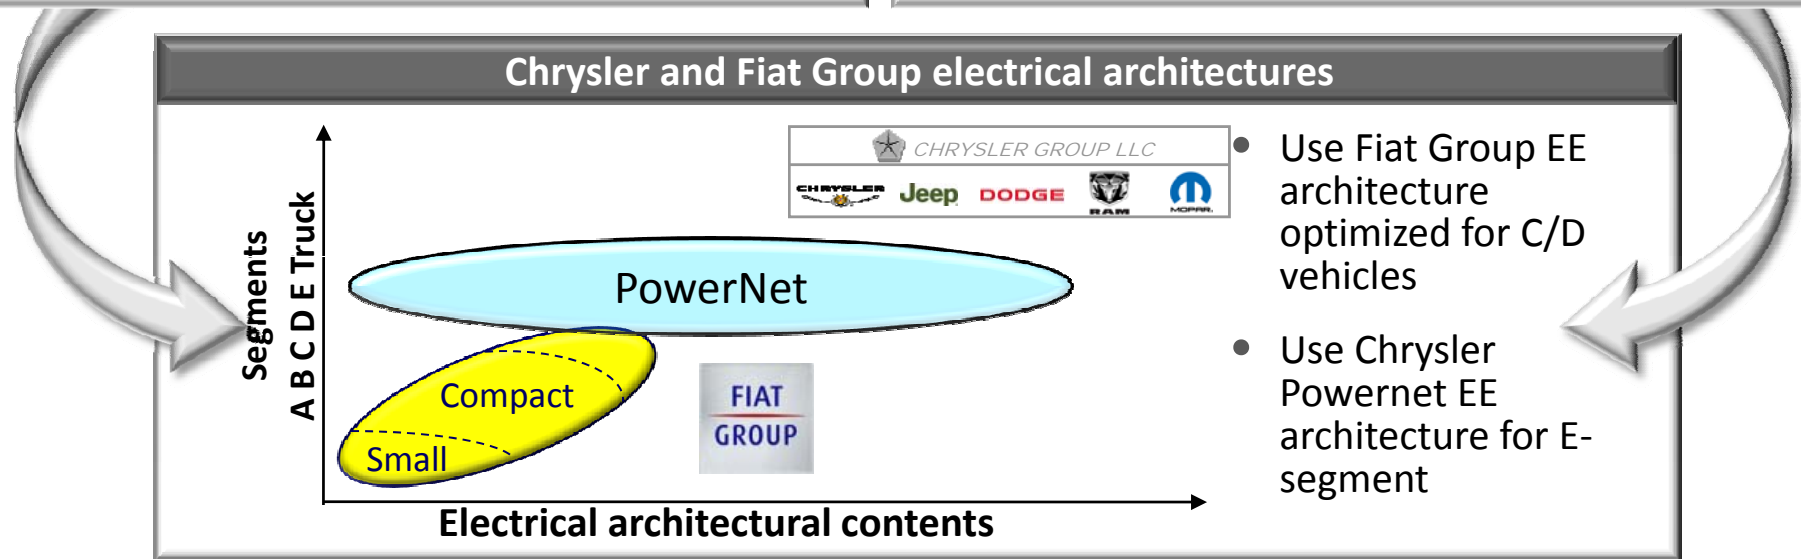 Chrysler and Fiat Group electrical architectures
CHRYSLER GROUP LLC
CHRYSLER Jeep DODGE RAM MOPAR.
Segments
A B C D E Truck
PowerNet
Compact
Small
FIAT
GROUP
Electrical architectural contents
• Use Fiat Group EE
architecture
optimized for C/D
vehicles
• Use Chrysler
Powernet EE
architecture for E-
segment